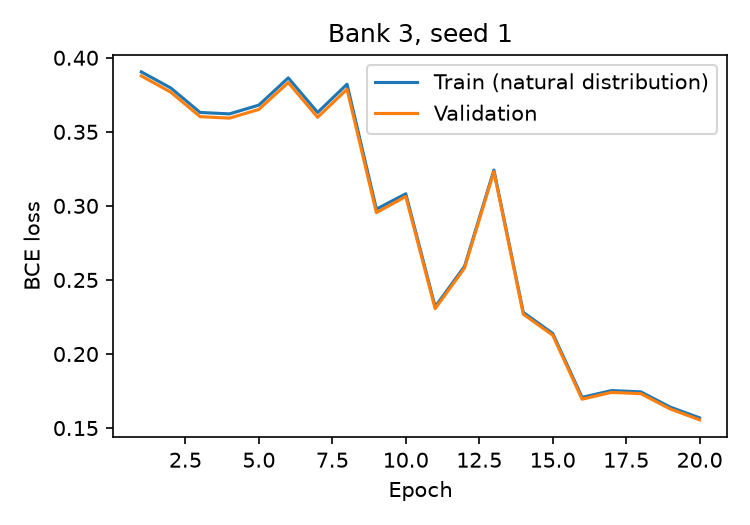 Bank 3, seed 1
Train (natural distribution)
Validation
BCE loss
0.40
0.35
0.30
0.25
0.20
0.15
2.5 5.0 7.5 10.0 12.5 15.0 17.5 20.0
Epoch